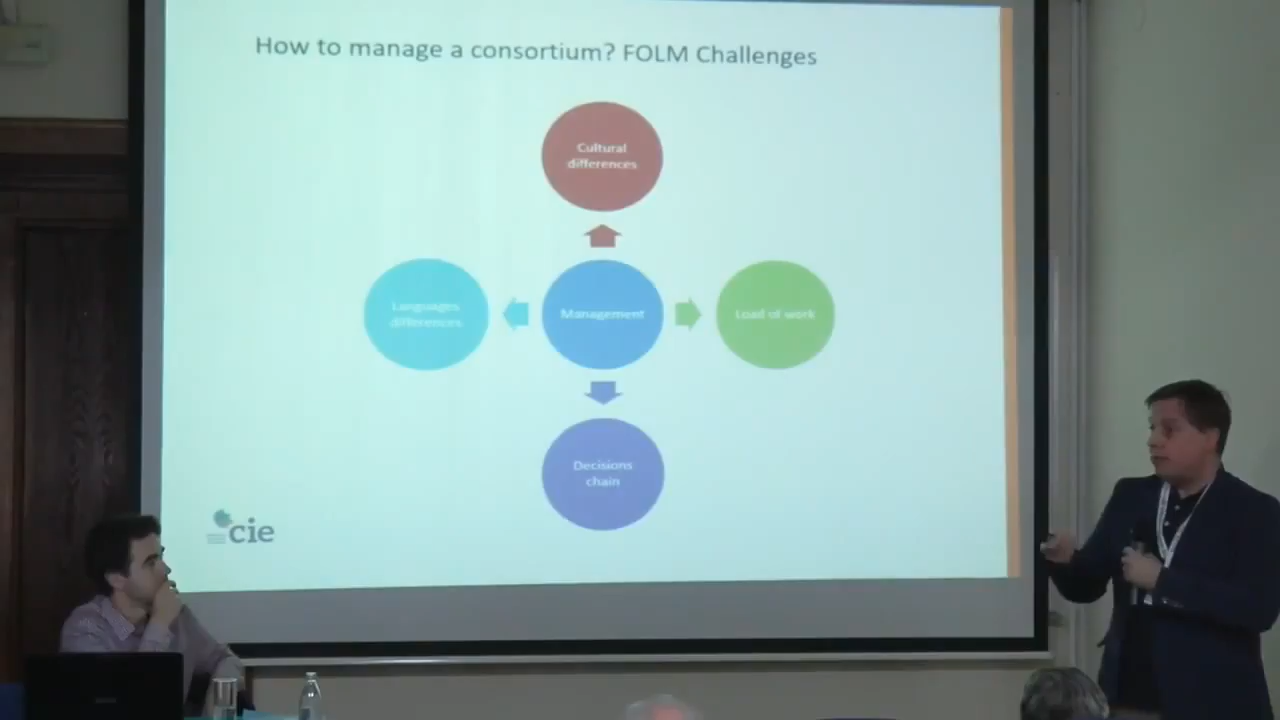 How to manage a consortium? FOLM Challenges
Cultural
differences
Languages
differences
Management
Load of work
Decisions
chain
cie